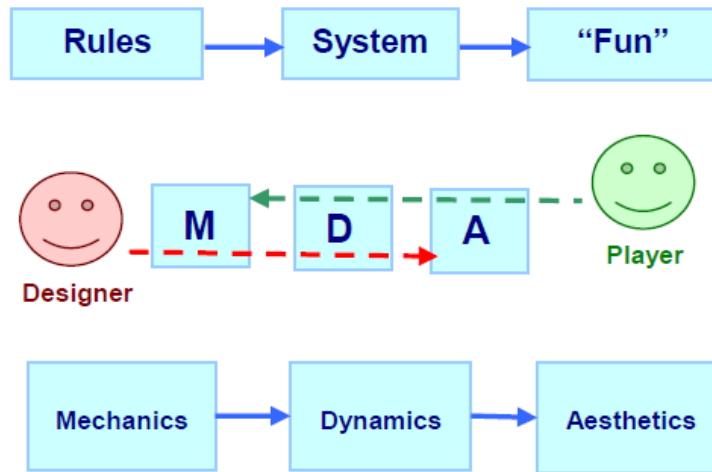 Rules
System
“Fun”
M
D
A
Designer
Player
Mechanics
Dynamics
Aesthetics